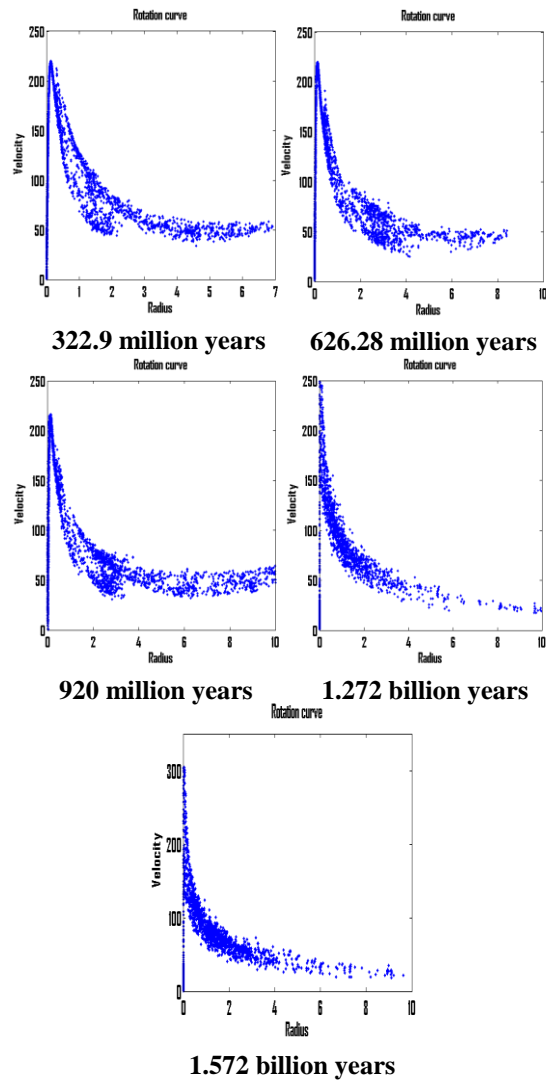 Rotation curve
250
200
150
100
50
0
Velocity
0 1 2 3 4 5 6 7
Radius
322.9 million years
Rotation curve
250
200
150
100
50
0
Velocity
0 2 4 6 8 10
Radius
626.28 million years
Rotation curve
250
200
150
100
50
0
Velocity
0 2 4 6 8 10
Radius
920 million years
Rotation curve
250
200
150
100
50
0
Velocity
0 2 4 6 8 10
Radius
1.272 billion years
Rotation curve
300
200
100
0
Velocity
0 2 4 6 8 10
Radius
1.572 billion years